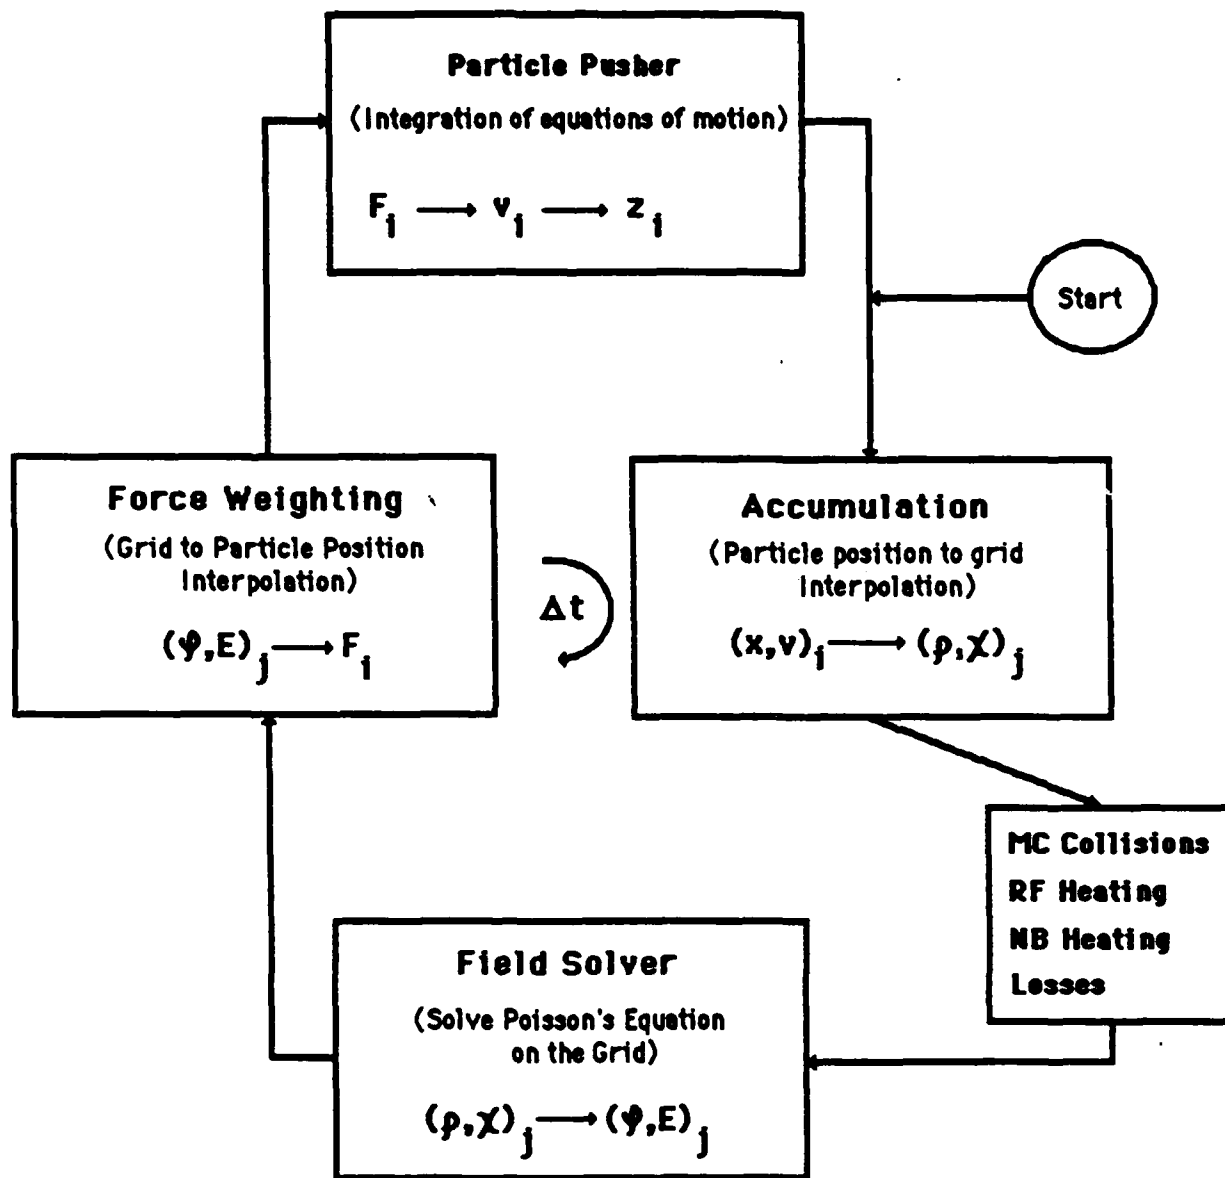 Particle Pusher
(Integration of equations of motion)
F_i → v_i → z_i
Start
Force Weighting
(Grid to Particle Position
Interpolation)
(φ,E)_j → F_i
Δt
Accumulation
(Particle position to grid
interpolation)
(x,v)_i → (ρ,χ)_j
MC Collisions
RF Heating
NB Heating
Losses
Field Solver
(Solve Poisson's Equation
on the Grid)
(ρ,χ)_j → (φ,E)_j